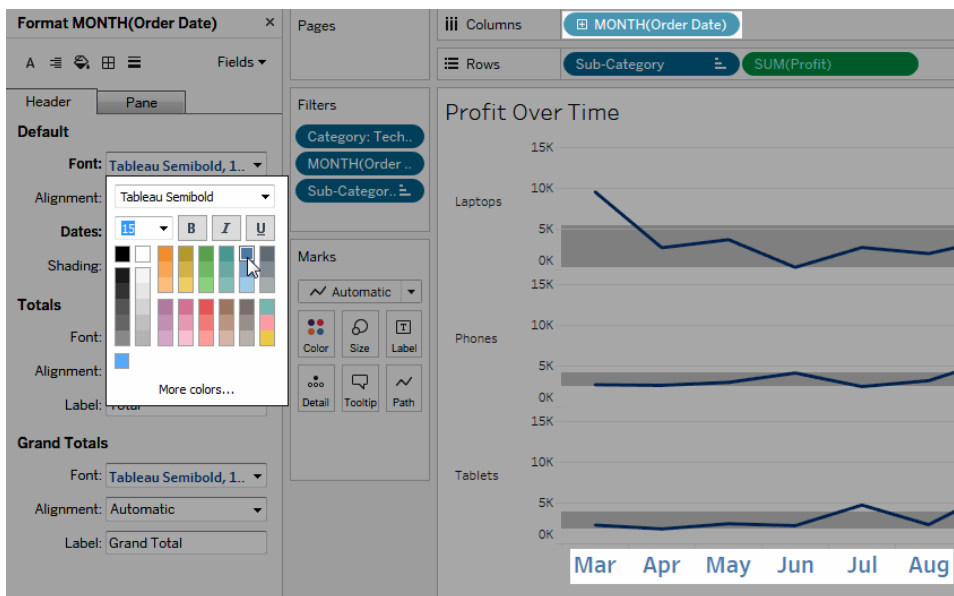 Format MONTH(Order Date) ×
A Fields
Header Pane
Default
Font: Tableau Semibold, 1..
Alignment:
Dates:
Shading:
Tableau Semibold
15 B I U
More colors...
Totals
Font:
Alignment:
Label: Total
Grand Totals
Font: Tableau Semibold, 1..
Alignment: Automatic
Label: Grand Total
Pages
Filters
Category: Tech..
MONTH(Order ..
Sub-Categor..
Marks
Automatic
Color Size Label
Detail Tooltip Path
Columns MONTH(Order Date)
Rows Sub-Category SUM(Profit)
Profit Over Time
15K
10K
Laptops
5K
0K
15K
10K
Phones
5K
0K
15K
10K
Tablets
5K
0K
Mar Apr May Jun Jul Aug